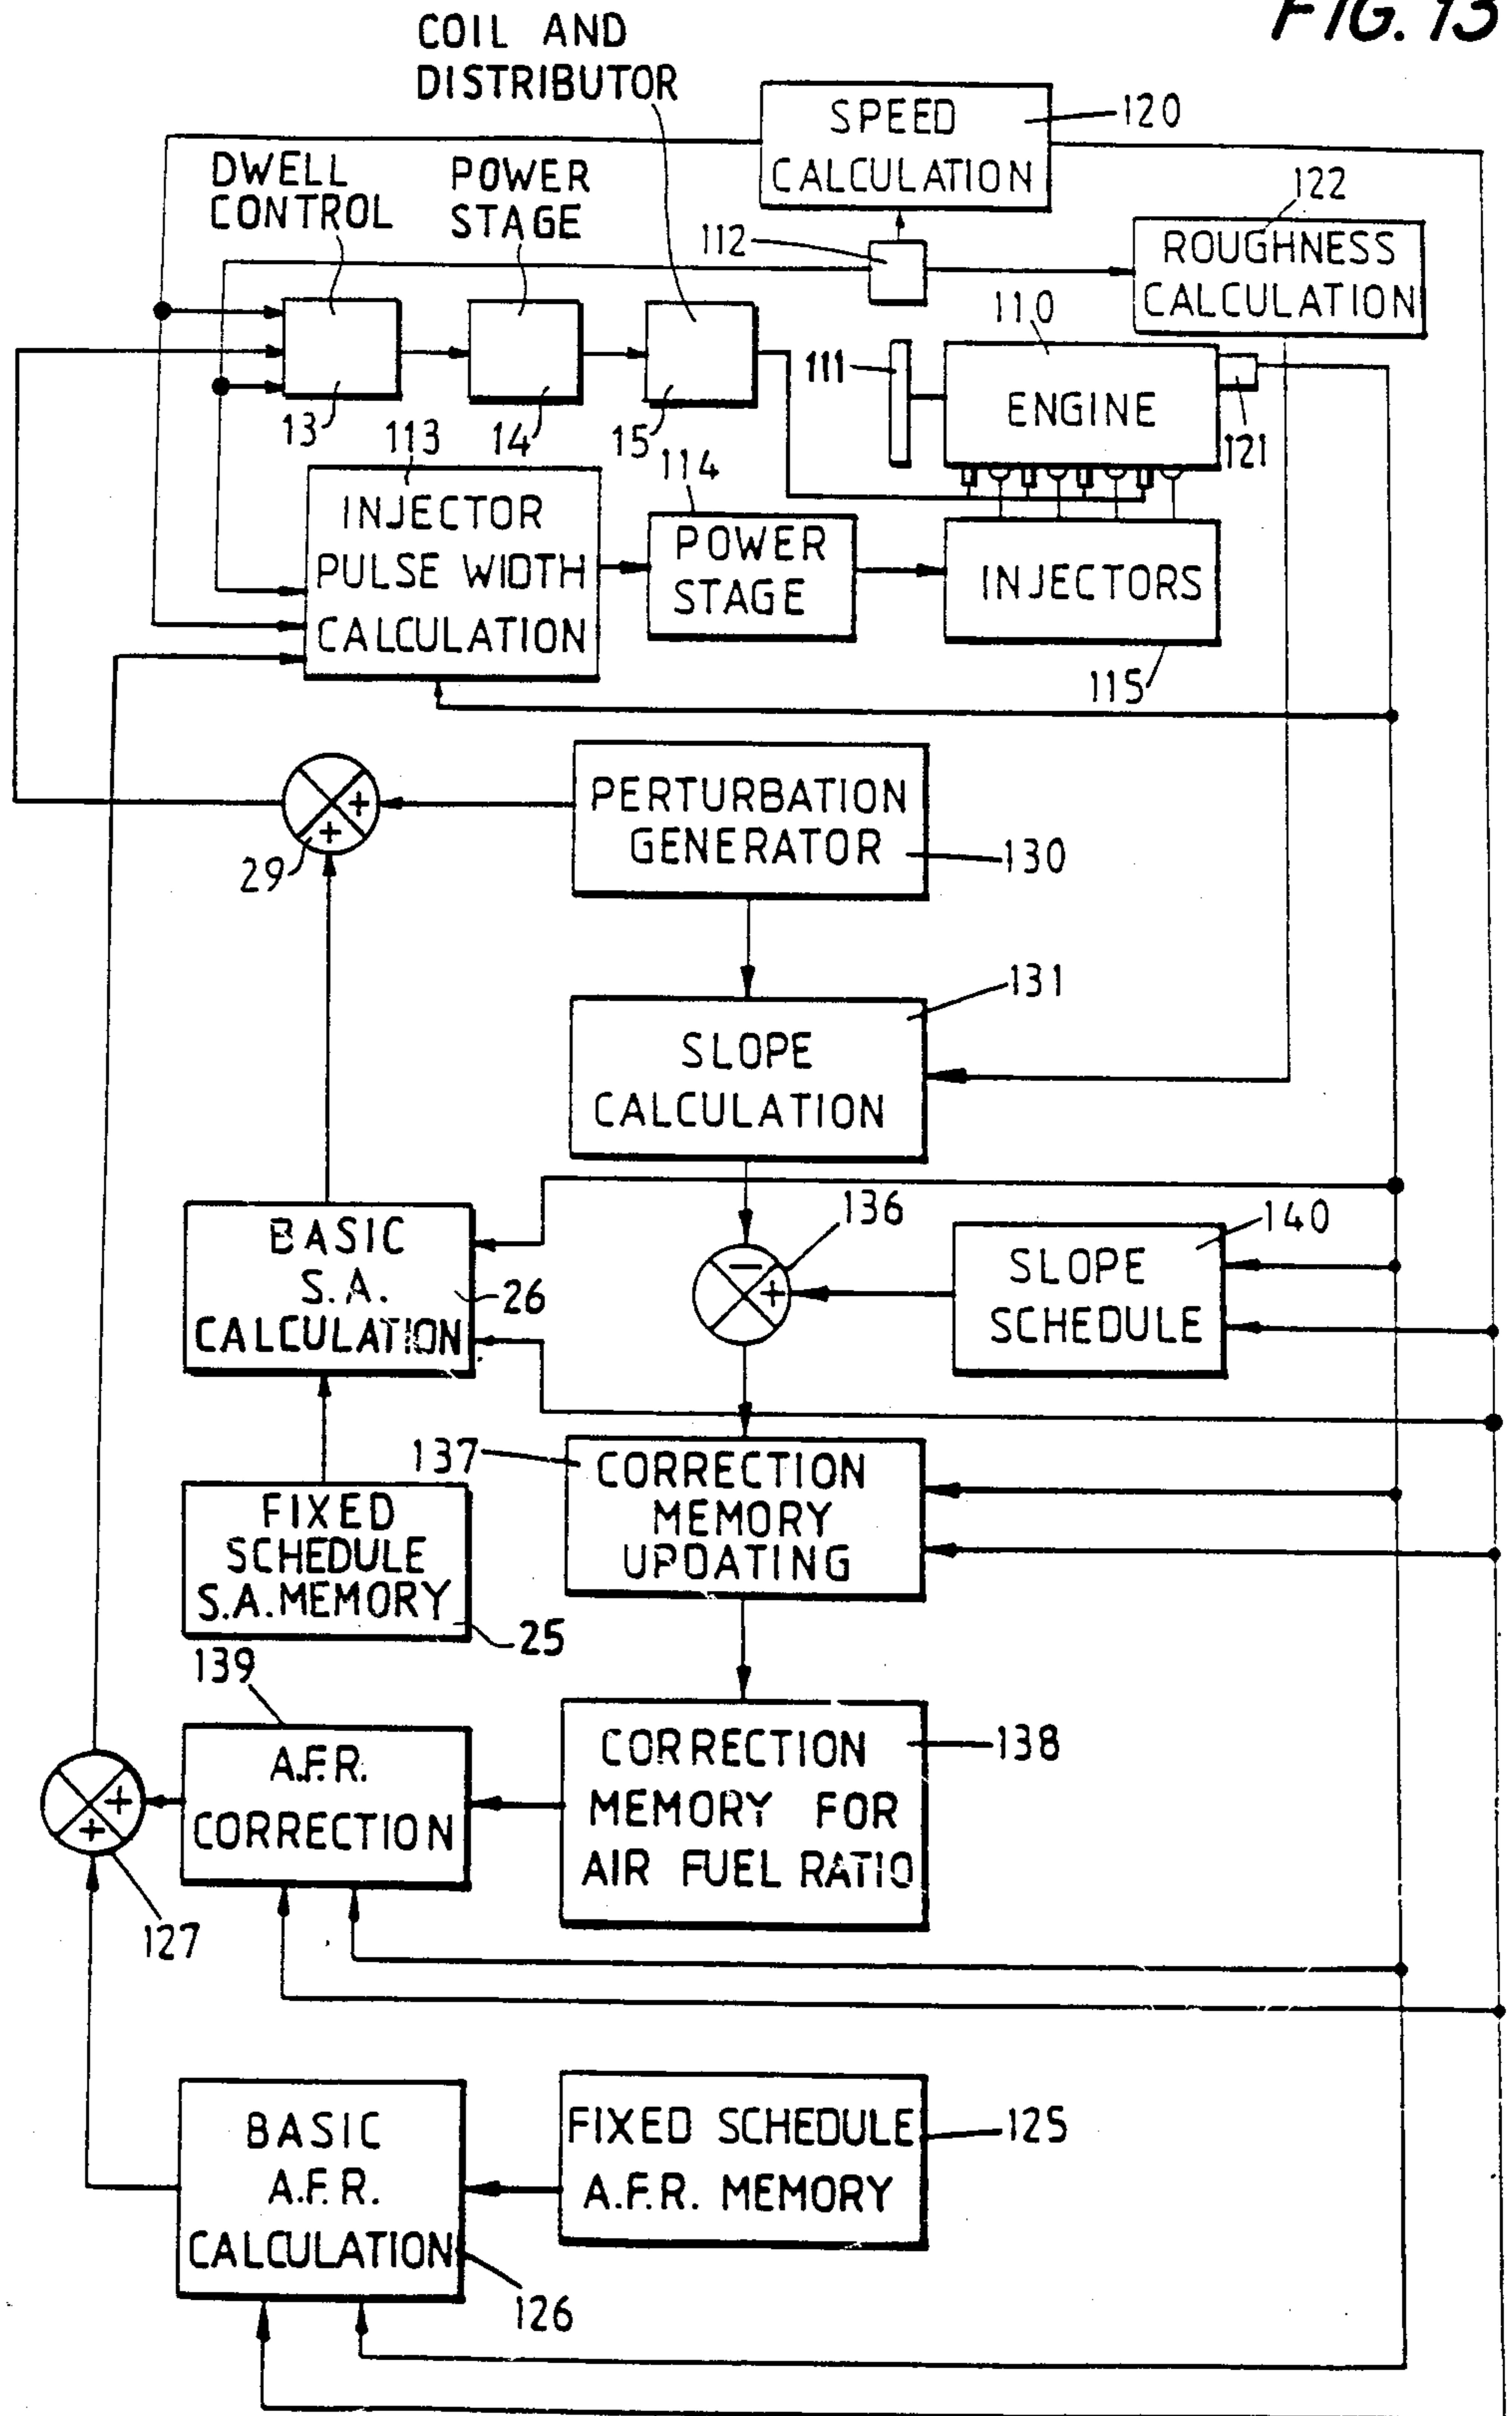 FIG. 13
COIL AND
DISTRIBUTOR
SPEED
CALCULATION
120
DWELL
CONTROL
POWER
STAGE
112
122
ROUGHNESS
CALCULATION
110
111
ENGINE
121
13
14
15
113
INJECTOR
PULSE WIDTH
CALCULATION
114
POWER
STAGE
INJECTORS
115
+
+
29
PERTURBATION
GENERATOR
130
131
SLOPE
CALCULATION
BASIC
S.A.
CALCULATION
26
136
−
+
140
SLOPE
SCHEDULE
137
CORRECTION
MEMORY
UPDATING
FIXED
SCHEDULE
S.A. MEMORY
25
139
A.F.R.
CORRECTION
CORRECTION
MEMORY FOR
AIR FUEL RATIO
138
+
+
127
BASIC
A.F.R.
CALCULATION
126
FIXED SCHEDULE
A.F.R. MEMORY
125